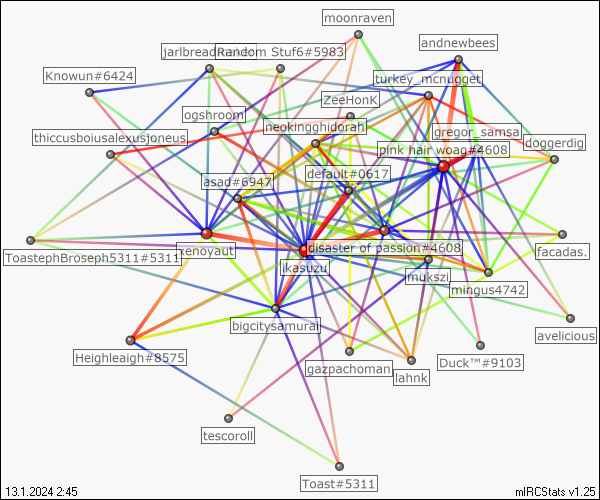 moonraven
andnewbees
jarlbreadRandom Stuf6#5983
Knowun#6424
turkey_mcnugget
ZeeHonK
ogshroom
neokingghidorah
gregor_samsa
thiccusboiusalexusjoneus
pink hair woag#4608
doggerdig
default#0617
asad#6947
ToastephBroseph5311#5311
xenoyaut
disaster of passion#4608
facadas.
jkasuzu
mukszi
mingus4742
bigcitysamurai
avelicious
Heighleaigh#8575
gazpachoman
Duck™#9103
lahnk
tescoroll
Toast#5311
13.1.2024 2:45
mIRCStats v1.25